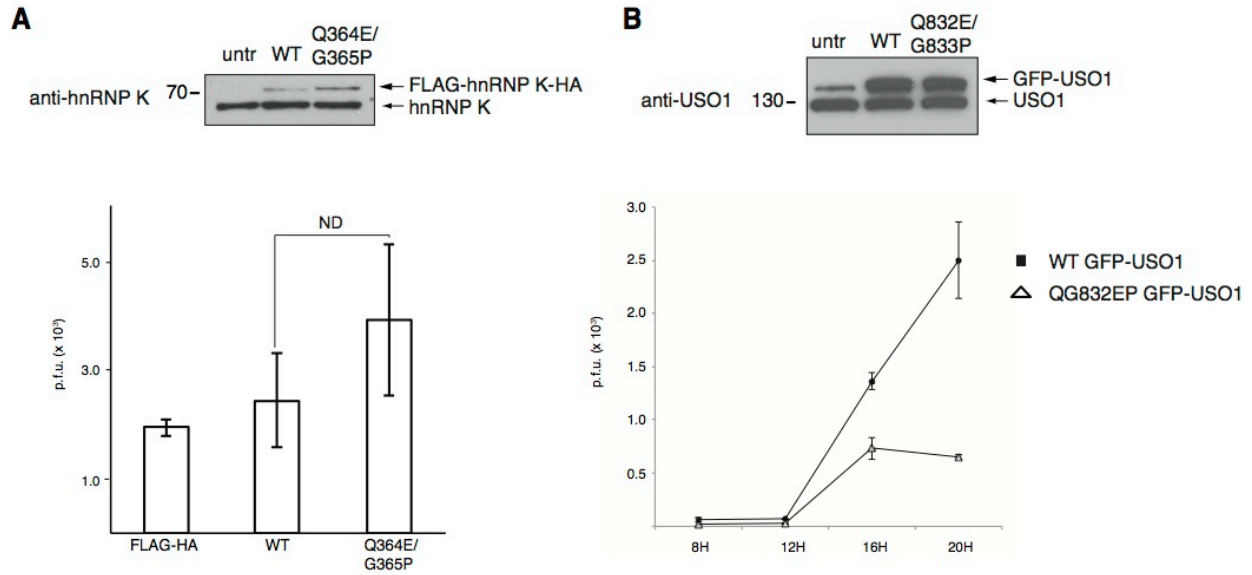 A
untr WT Q364E/
G365P
anti-hnRNP K
70
FLAG-hnRNP K-HA
hnRNP K
ND
p.f.u. (x 10³)
5.0
3.0
1.0
FLAG-HA WT Q364E/
G365P
B
untr WT Q832E/
G833P
anti-USO1
130
GFP-USO1
USO1
p.f.u. (x 10³)
3.0
2.5
2.0
1.5
1.0
0.5
8H 12H 16H 20H
WT GFP-USO1
QG832EP GFP-USO1